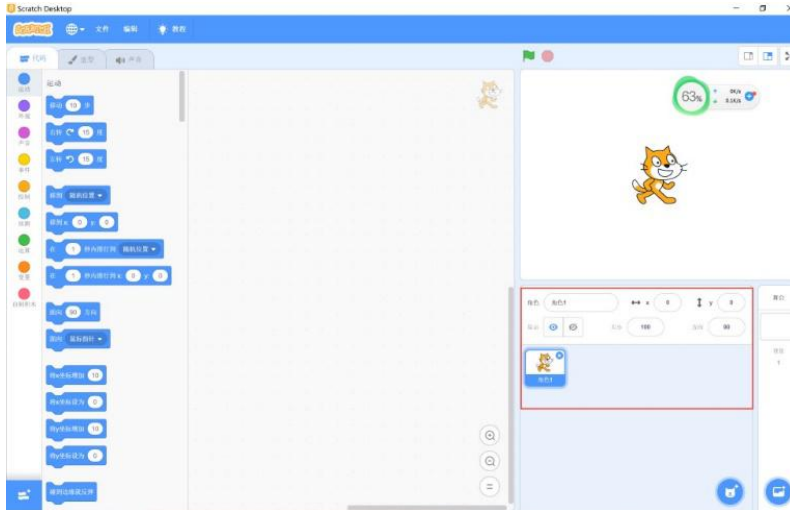 Scratch Desktop
SCRATCH 文件 编辑 教程
代码 造型 声音
运动
运动
移动 10 步
外观
右转 15 度
声音
左转 15 度
事件
移到 随机位置
控制
移到 x: 0 y: 0
侦测
在 1 秒内滑行到 随机位置
运算
在 1 秒内滑行到 x: 0 y: 0
变量
自制积木
面向 90 方向
面向 鼠标指针
将x坐标增加 10
将x坐标设为 0
将y坐标增加 10
将y坐标设为 0
碰到边缘就反弹
63%
0K/s
角色 角色1 x 0 y 0
显示 大小 100 方向 90
角色1
舞台
背景
1